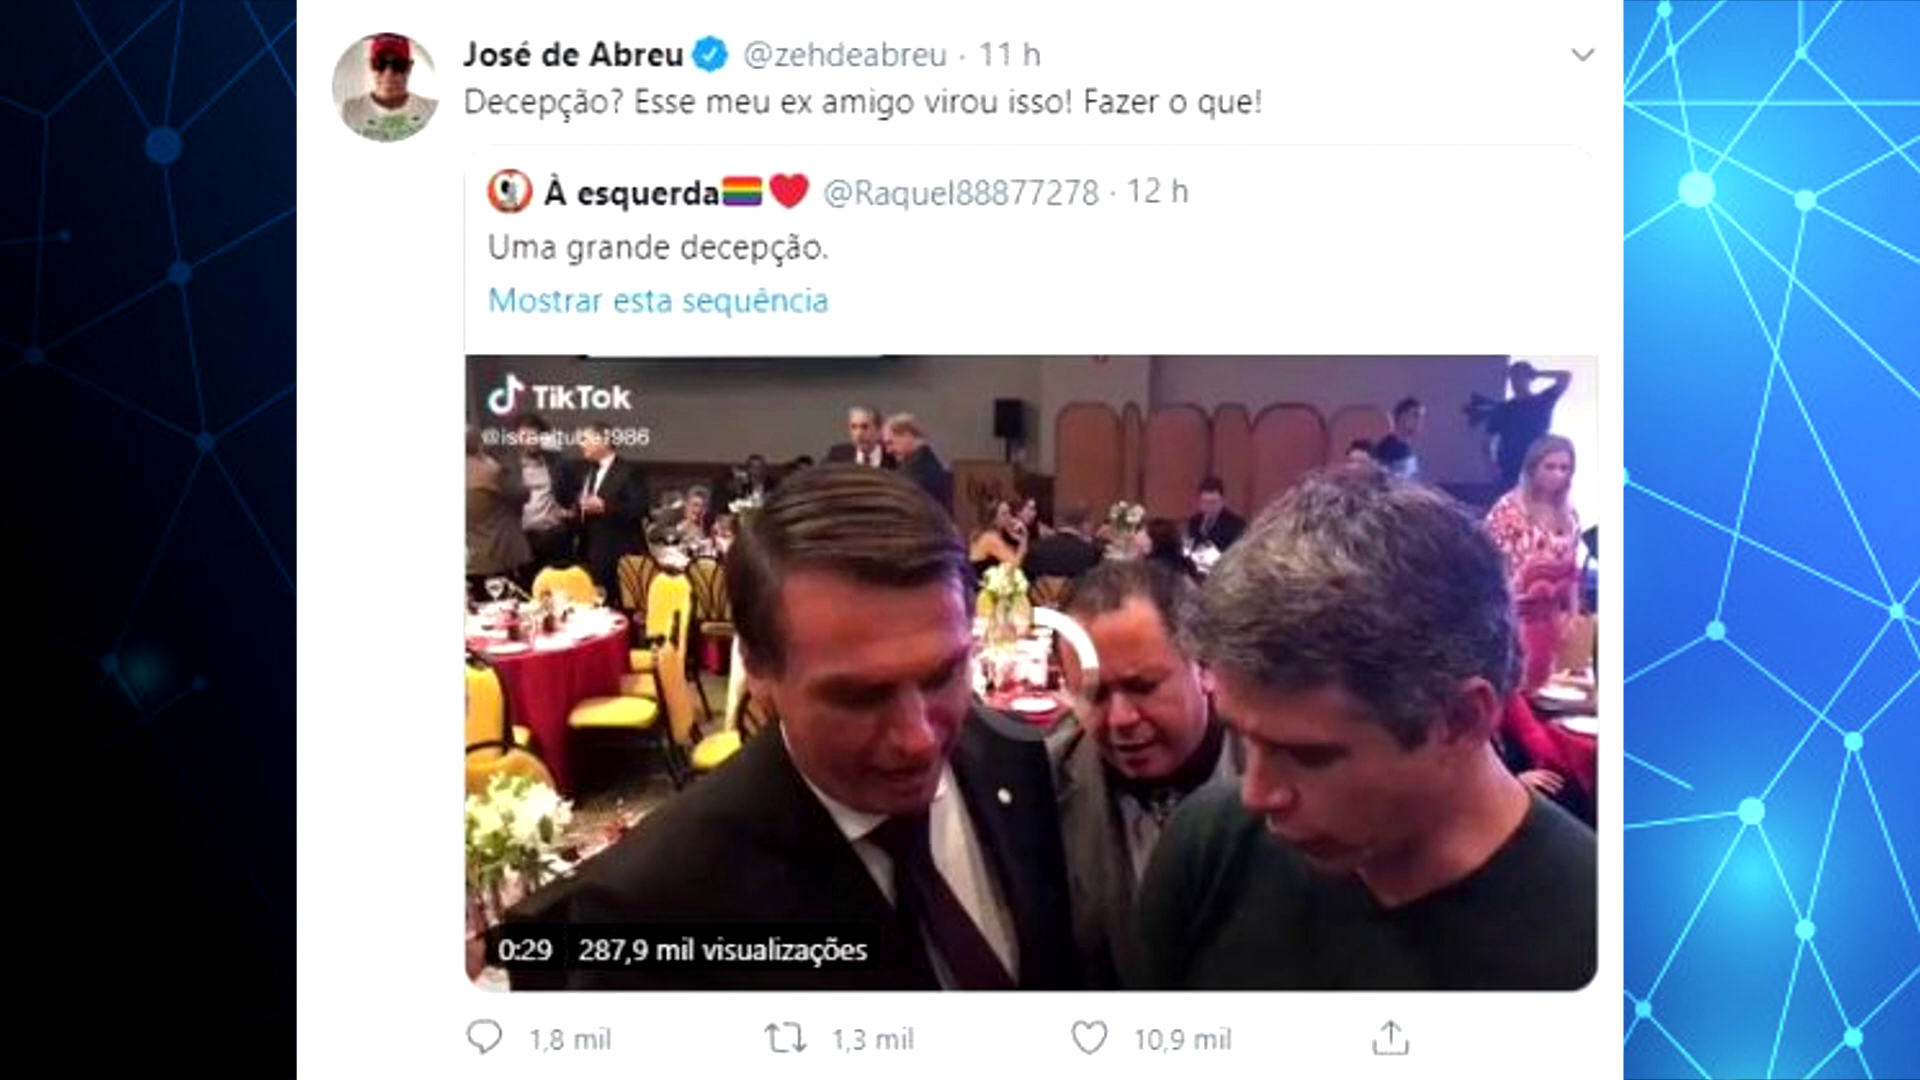 José de Abreu @zehdeabreu · 11 h
Decepção? Esse meu ex amigo virou isso! Fazer o que!
À esquerda @Raquel88877278 · 12 h
Uma grande decepção.
Mostrar esta sequência
TikTok
@israeltuba1986
0:29 287,9 mil visualizações
1,8 mil 1,3 mil 10,9 mil